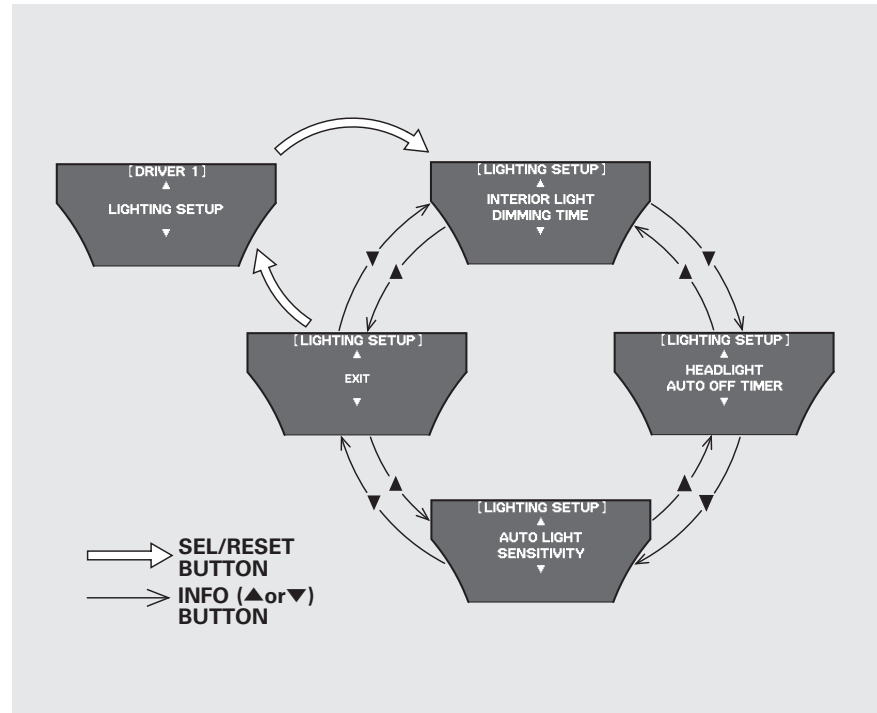 [DRIVER 1]
▲
LIGHTING SETUP
▼
[LIGHTING SETUP]
▲
INTERIOR LIGHT
DIMMING TIME
▼
▼
▲
▲
▼
[LIGHTING SETUP]
▲
EXIT
▼
[LIGHTING SETUP]
▲
HEADLIGHT
AUTO OFF TIMER
▼
▲
▼
▲
▼
[LIGHTING SETUP]
▲
AUTO LIGHT
SENSITIVITY
▼
SEL/RESET
BUTTON
INFO (▲or▼)
BUTTON